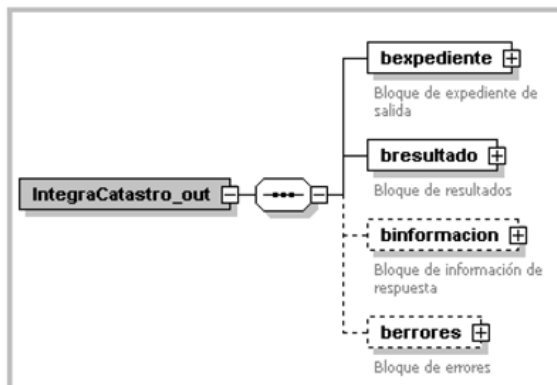 bexpediente
Bloque de expediente de
salida
bresultado
Bloque de resultados
IntegraCatastro_out
binformacion
Bloque de información de
respuesta
berrores
Bloque de errores